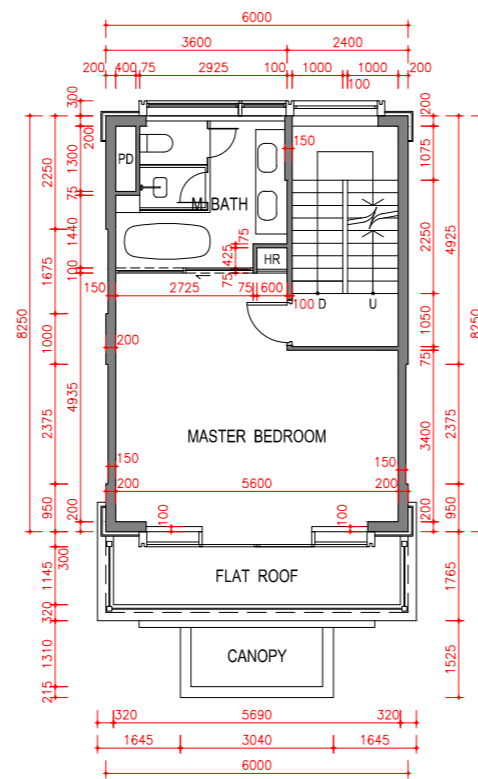 6000
3600 2400
200 400 75 2925 100 1000 1000 200
100
300 200
200
PD
150
1300 1075
2250 4925
75
M. BATH
1440 2250
75
425
HR
1675
100 75
150 2725 75 600 100 D U
8250 8250
1000 200 1050
75
4935
2375 2375
MASTER BEDROOM 3400
150 150
200 5600 200
950 200 100 100 200 950
300
1145 FLAT ROOF 1765
320
1310 CANOPY 1525
215
320 5690 320
1645 3040 1645
6000